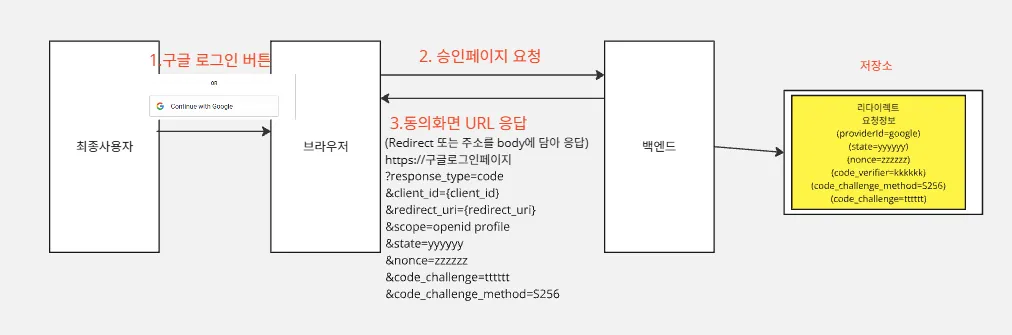 1.구글 로그인 버튼
OR
Continue with Google
최종사용자
브라우저
2. 승인페이지 요청
3.동의화면 URL 응답
(Redirect 또는 주소를 body에 담아 응답)
https://구글로그인페이지
?response_type=code
&client_id={client_id}
&redirect_uri={redirect_uri}
&scope=openid profile
&state=yyyyyy
&nonce=zzzzzz
&code_challenge=tttttt
&code_challenge_method=S256
백엔드
저장소
리다이렉트
요청정보
(providerId=google)
(state=yyyyyy)
(nonce=zzzzzz)
(code_verifier=kkkkkk)
(code_challenge_method=S256)
(code_challenge=tttttt)